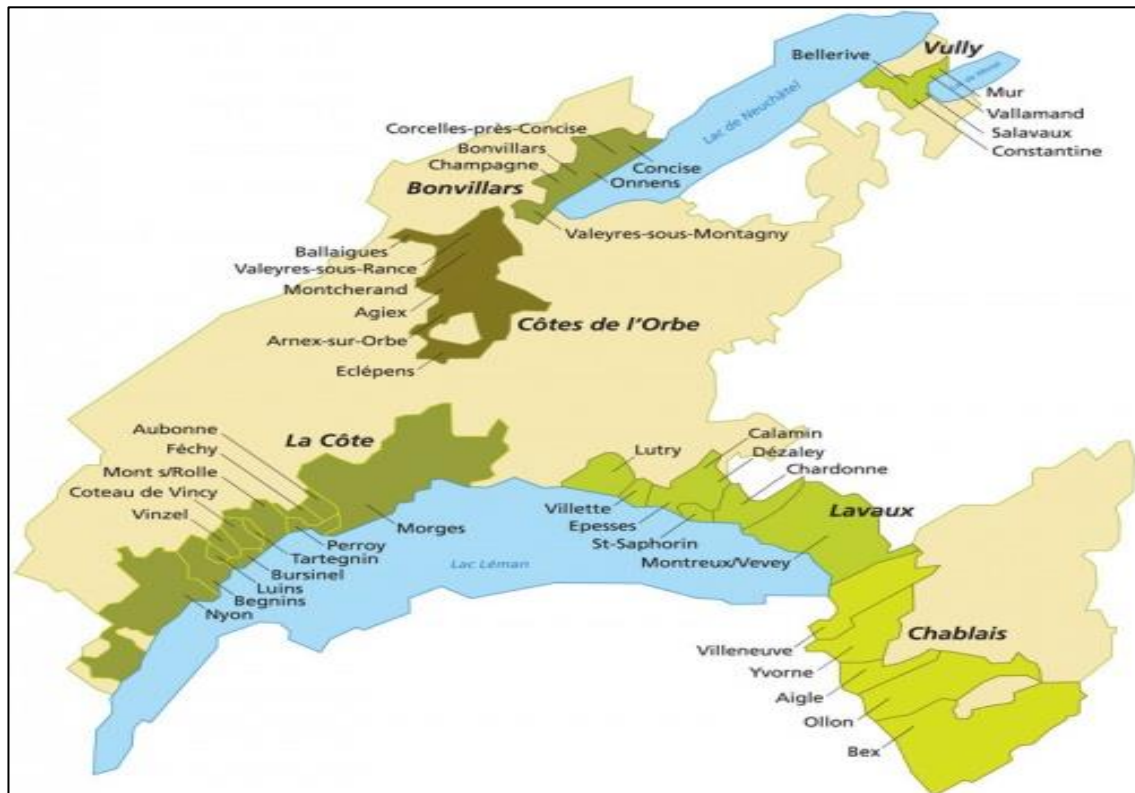 Vully
Bellerive
Mur
Vallamand
Salavaux
Constantine
Lac de Neuchâtel
Corcelles-près-Concise
Bonvillars
Champagne
Concise
Onnens
Bonvillars
Valeyres-sous-Montagny
Ballaigues
Valeyres-sous-Rance
Montcherand
Agiex
Arnex-sur-Orbe
Eclépens
Côtes de l'Orbe
La Côte
Aubonne
Féchy
Mont s/Rolle
Coteau de Vincy
Vinzel
Morges
Perroy
Tartegnin
Bursinel
Luins
Begnins
Nyon
Lac Léman
Lutry
Calamin
Dézaley
Chardonne
Villette
Epesses
St-Saphorin
Montreux/Vevey
Lavaux
Chablais
Villeneuve
Yvorne
Aigle
Ollon
Bex